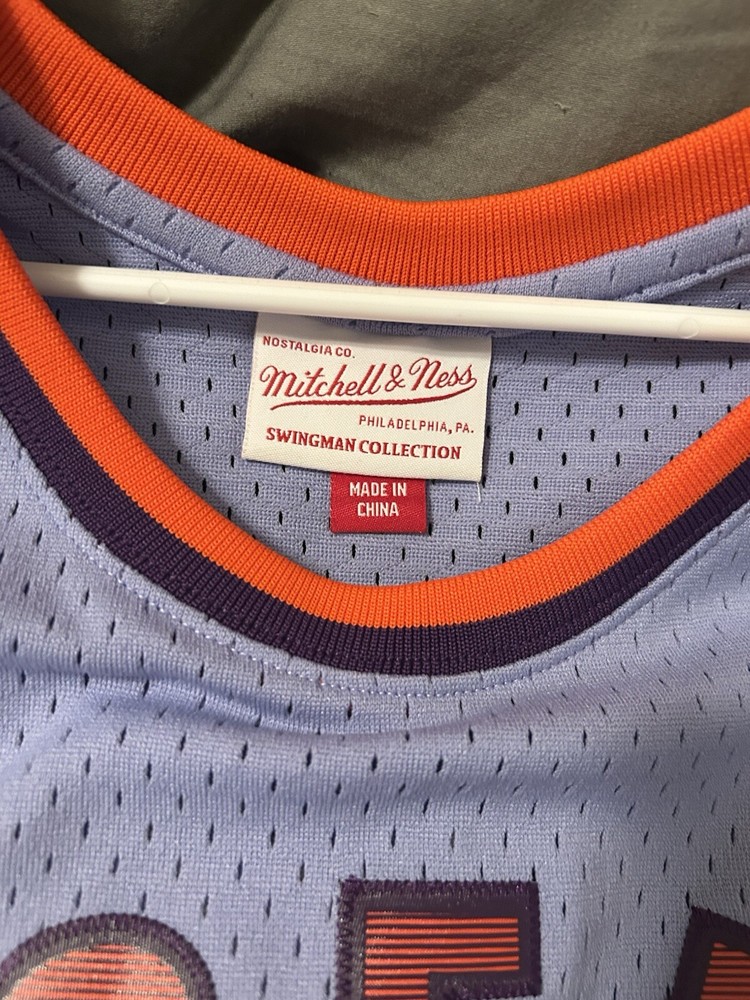 NOSTALGIA CO.
Mitchell & Ness
PHILADELPHIA, PA.
SWINGMAN COLLECTION
MADE IN
CHINA